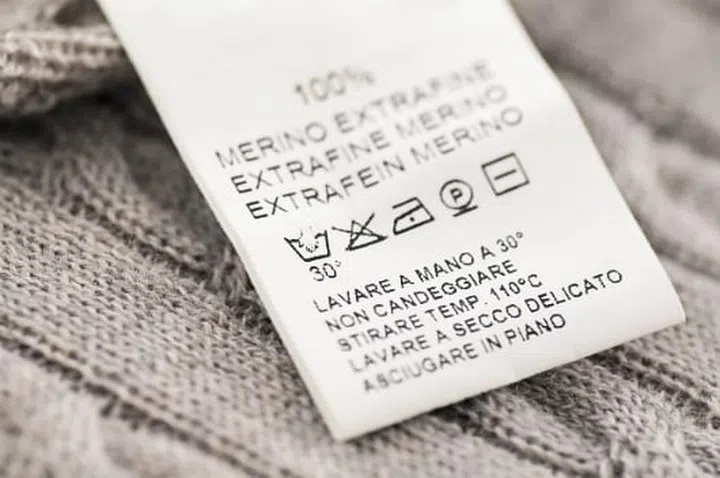 100%
MERINO EXTRAFINE
EXTRAFINE MERINO
EXTRAFEIN MERINO
P
30°
LAVARE A MANO A 30°
NON CANDEGGIARE
STIRARE TEMP. 110°C
LAVARE A SECCO DELICATO
ASCIUGARE IN PIANO